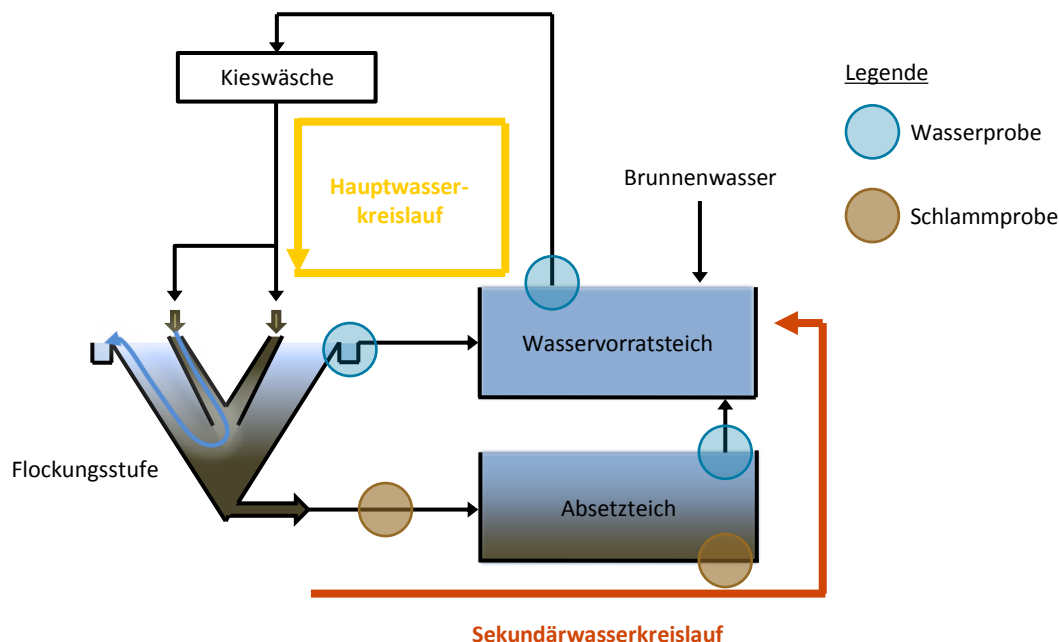 Kieswäsche
Legende
Wasserprobe
Schlammprobe
Hauptwasser-
kreislauf
Brunnenwasser
Wasservorratsteich
Flockungsstufe
Absetzteich
Sekundärwasserkreislauf